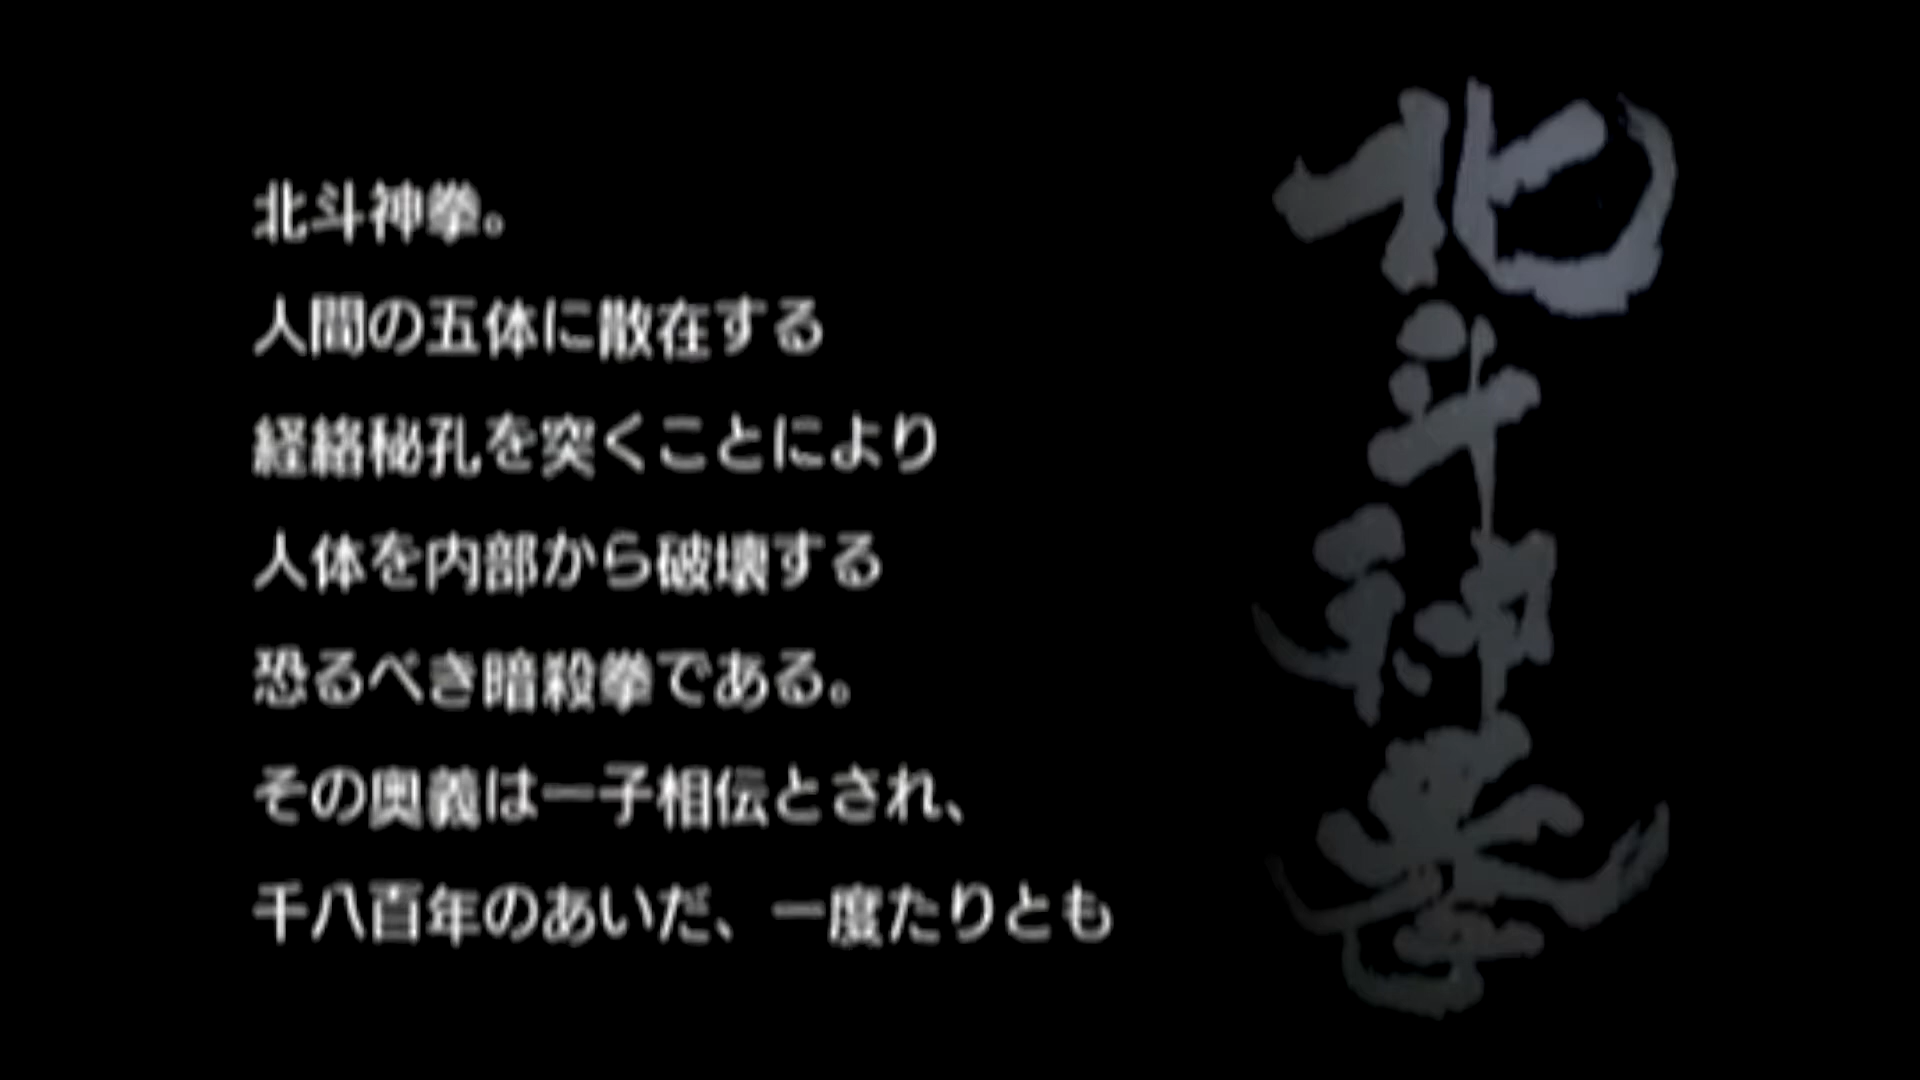 北斗神拳。
人間の五体に散在する
経絡秘孔を突くことにより
人体を内部から破壊する
恐るべき暗殺拳である。
その奥義は一子相伝とされ、
千八百年のあいだ、一度たりとも
北斗神拳